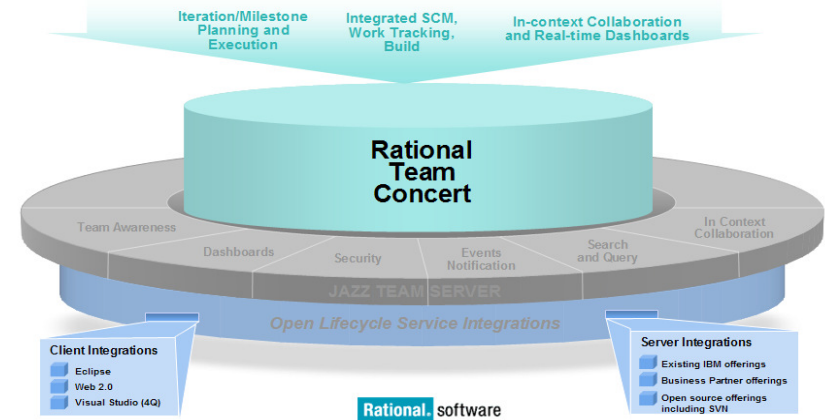 Iteration/Milestone
Planning and
Execution
Integrated SCM,
Work Tracking,
Build
In-context Collaboration
and Real-time Dashboards
Rational
Team
Concert
Team Awareness
Dashboards
Security
Events
Notification
Search
and Query
In Context
Collaboration
JAZZ TEAM SERVER
Open Lifecycle Service Integrations
Client Integrations
Eclipse
Web 2.0
Visual Studio (4Q)
Server Integrations
Existing IBM offerings
Business Partner offerings
Open source offerings
including SVN
Rational. software